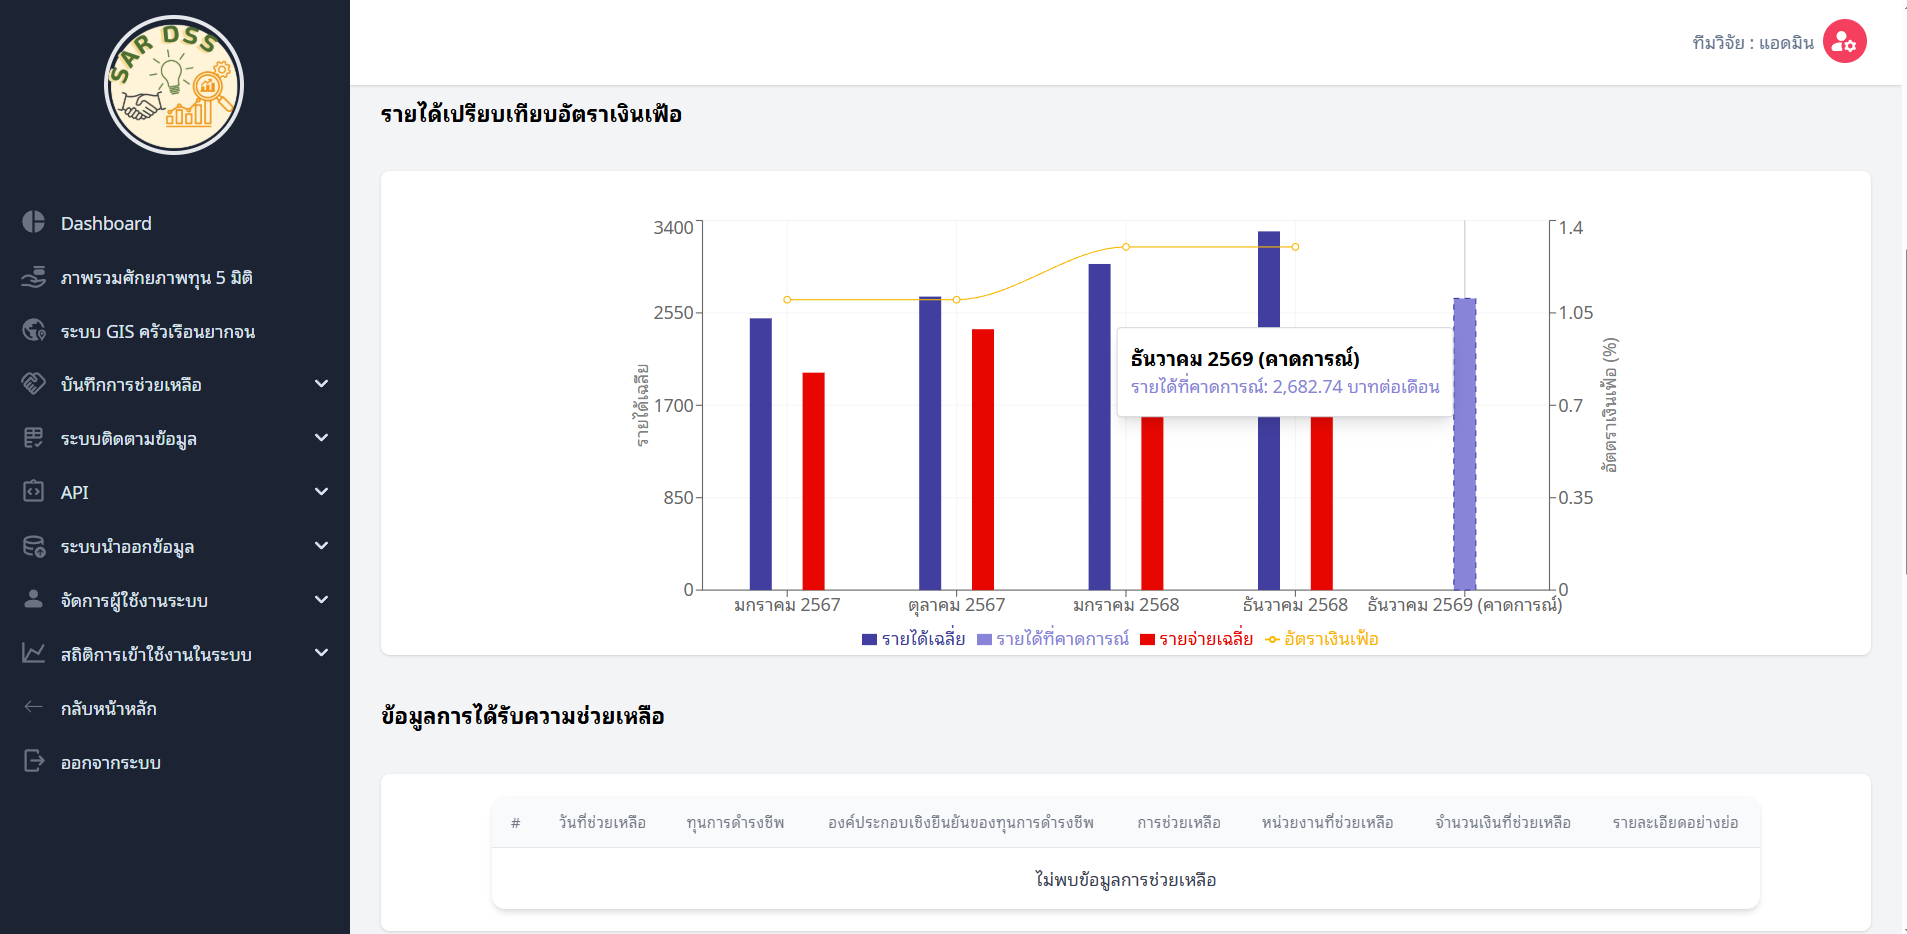 SAR DSS
ทีมวิจัย : แอดมิน
Dashboard
ภาพรวมศักยภาพทุน 5 มิติ
ระบบ GIS ครัวเรือนยากจน
บันทึกการช่วยเหลือ
ระบบติดตามข้อมูล
API
ระบบนำออกข้อมูล
จัดการผู้ใช้งานระบบ
สถิติการเข้าใช้งานในระบบ
กลับหน้าหลัก
ออกจากระบบ
รายได้เปรียบเทียบอัตราเงินเฟ้อ
3400
2550
1700
850
0
รายได้เฉลี่ย
1.4
1.05
0.7
0.35
0
อัตตราเงินเฟ้อ (%)
ธันวาคม 2569 (คาดการณ์)
รายได้ที่คาดการณ์: 2,682.74 บาทต่อเดือน
มกราคม 2567 ตุลาคม 2567 มกราคม 2568 ธันวาคม 2568 ธันวาคม 2569 (คาดการณ์)
รายได้เฉลี่ย รายได้ที่คาดการณ์ รายจ่ายเฉลี่ย อัตราเงินเฟ้อ
ข้อมูลการได้รับความช่วยเหลือ
# วันที่ช่วยเหลือ ทุนการดำรงชีพ องค์ประกอบเชิงยืนยันของทุนการดำรงชีพ การช่วยเหลือ หน่วยงานที่ช่วยเหลือ จำนวนเงินที่ช่วยเหลือ รายละเอียดอย่างย่อ
ไม่พบข้อมูลการช่วยเหลือ